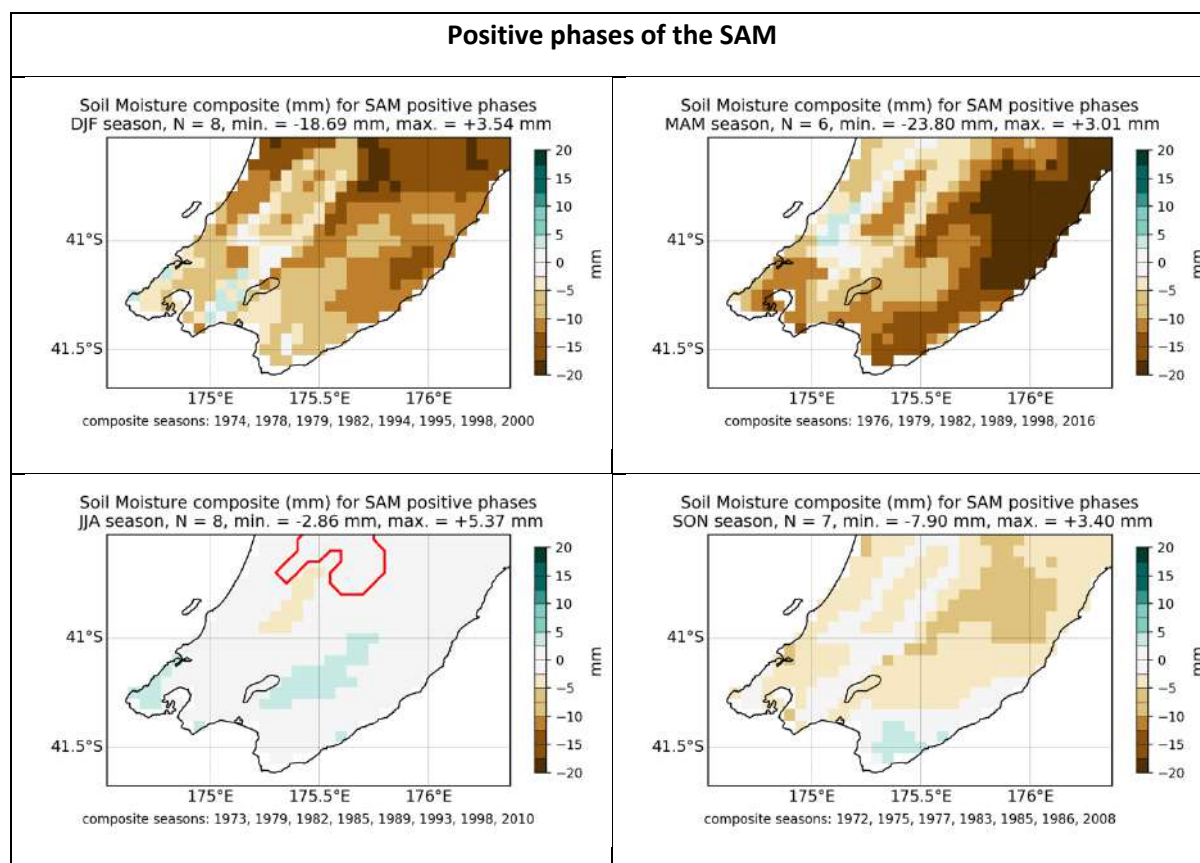 Positive phases of the SAM
Soil Moisture composite (mm) for SAM positive phases
DJF season, N = 8, min. = -18.69 mm, max. = +3.54 mm
20
15
10
5
0
−5
−10
−15
−20
mm
41°S
41.5°S
175°E
175.5°E
176°E
composite seasons: 1974, 1978, 1979, 1982, 1994, 1995, 1998, 2000
Soil Moisture composite (mm) for SAM positive phases
MAM season, N = 6, min. = -23.80 mm, max. = +3.01 mm
20
15
10
5
0
−5
−10
−15
−20
mm
41°S
41.5°S
175°E
175.5°E
176°E
composite seasons: 1976, 1979, 1982, 1989, 1998, 2016
Soil Moisture composite (mm) for SAM positive phases
JJA season, N = 8, min. = -2.86 mm, max. = +5.37 mm
20
15
10
5
0
−5
−10
−15
−20
mm
41°S
41.5°S
175°E
175.5°E
176°E
composite seasons: 1973, 1979, 1982, 1985, 1989, 1993, 1998, 2010
Soil Moisture composite (mm) for SAM positive phases
SON season, N = 7, min. = -7.90 mm, max. = +3.40 mm
20
15
10
5
0
−5
−10
−15
−20
mm
41°S
41.5°S
175°E
175.5°E
176°E
composite seasons: 1972, 1975, 1977, 1983, 1985, 1986, 2008